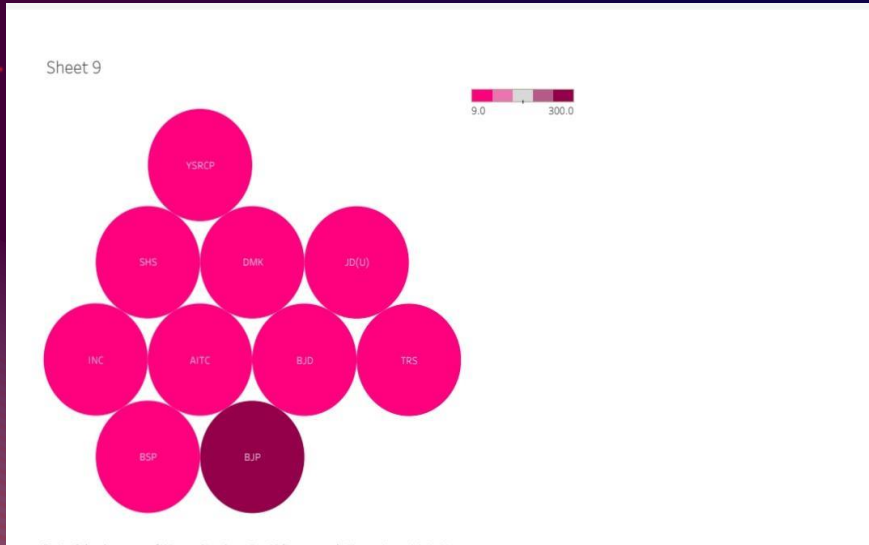 Sheet 9
9.0 300.0
YSRCP
SHS DMK JD(U)
INC AITC BJD TRS
BSP BJP